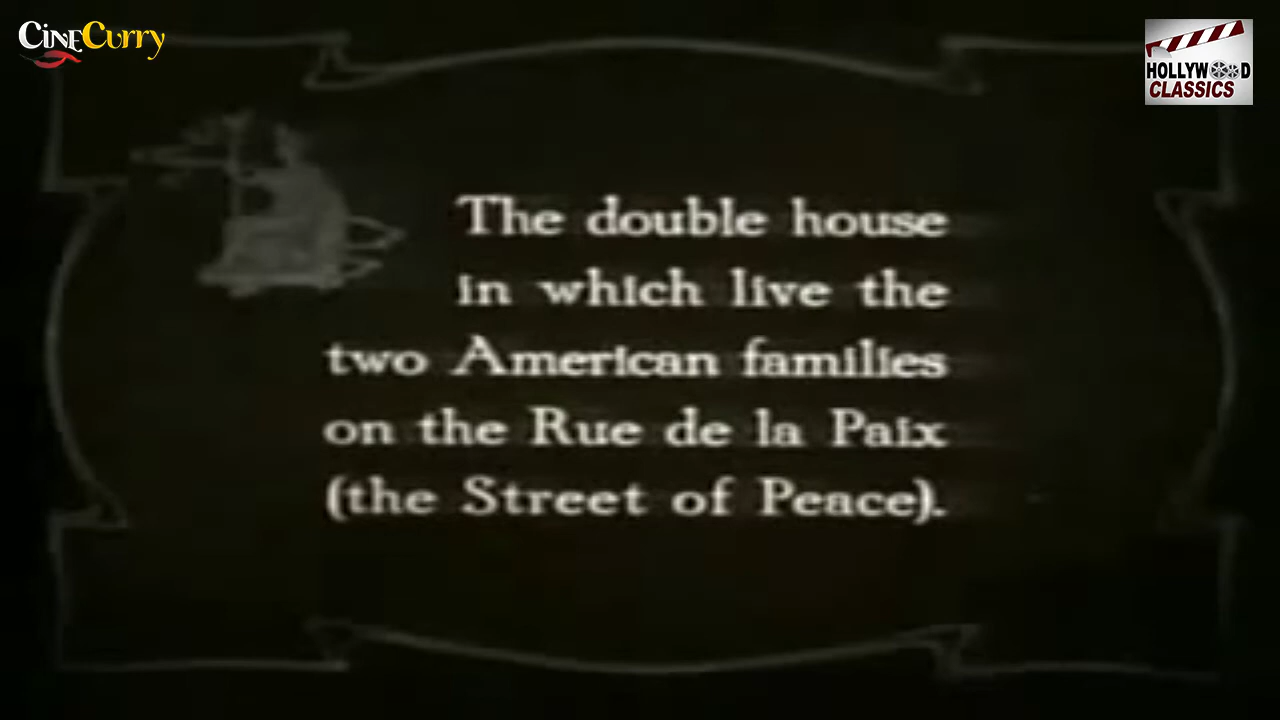 CineCurry
HOLLYWOOD
CLASSICS
The double house
in which live the
two American families
on the Rue de la Paix
(the Street of Peace).